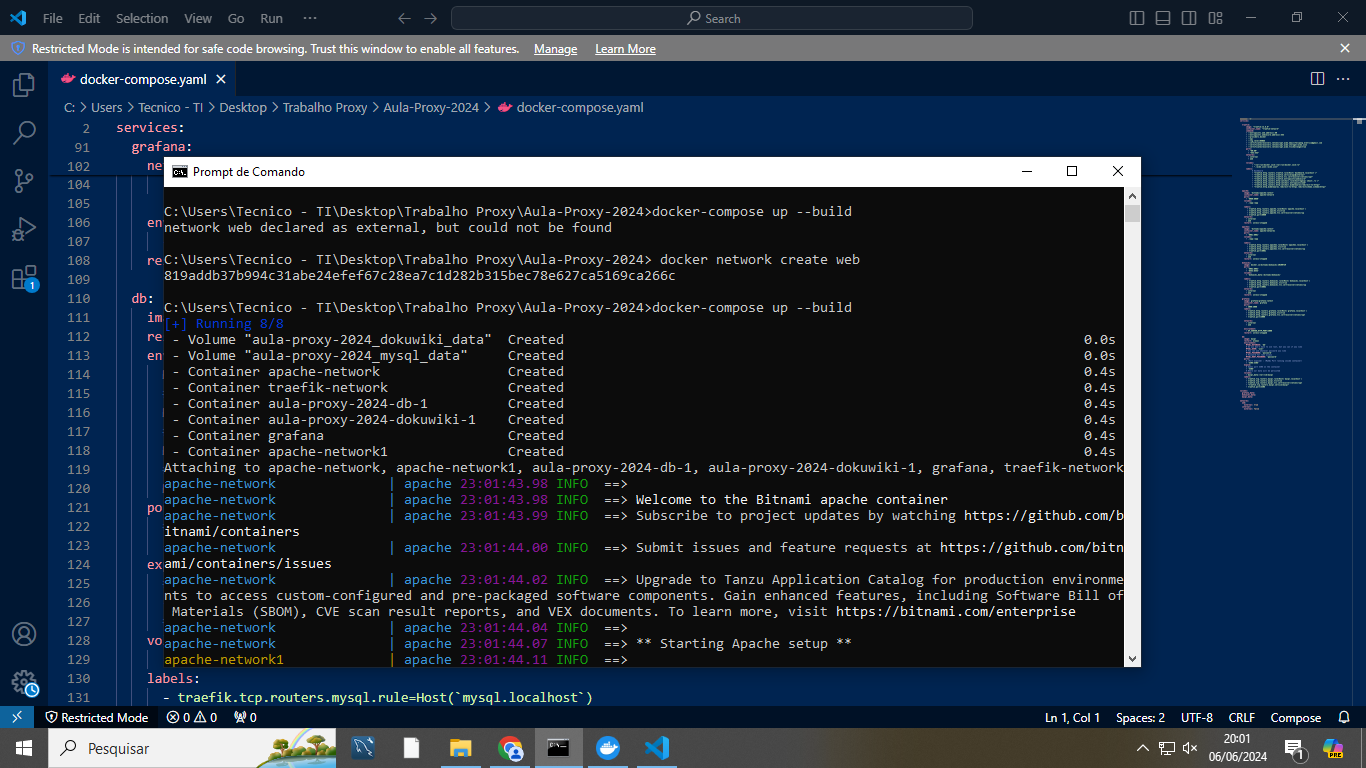 File Edit Selection View Go Run ··· Search
Restricted Mode is intended for safe code browsing. Trust this window to enable all features. Manage Learn More
docker-compose.yaml
C: > Users > Tecnico - TI > Desktop > Trabalho Proxy > Aula-Proxy-2024 > docker-compose.yaml
2 services:
91 grafana:
102 ne
Prompt de Comando
104
105
106 en
107
108 re
109
110 db:
111 im
112 re
113 en
114
115
116
117
118
119
120
121 po
122
123
124 ex
125
126
127
128 vo
129
130 labels:
131 - traefik.tcp.routers.mysql.rule=Host(`mysql.localhost`)
C:\Users\Tecnico - TI\Desktop\Trabalho Proxy\Aula-Proxy-2024>docker-compose up --build
network web declared as external, but could not be found
C:\Users\Tecnico - TI\Desktop\Trabalho Proxy\Aula-Proxy-2024> docker network create web
819addb37b994c31abe24efef67c28ea7c1d282b315bec78e627ca5169ca266c
C:\Users\Tecnico - TI\Desktop\Trabalho Proxy\Aula-Proxy-2024>docker-compose up --build
[+] Running 8/8
- Volume "aula-proxy-2024_dokuwiki_data" Created 0.0s
- Volume "aula-proxy-2024_mysql_data" Created 0.0s
- Container apache-network Created 0.4s
- Container traefik-network Created 0.4s
- Container aula-proxy-2024-db-1 Created 0.4s
- Container aula-proxy-2024-dokuwiki-1 Created 0.4s
- Container grafana Created 0.4s
- Container apache-network1 Created 0.4s
Attaching to apache-network, apache-network1, aula-proxy-2024-db-1, aula-proxy-2024-dokuwiki-1, grafana, traefik-network
apache-network | apache 23:01:43.98 INFO ==>
apache-network | apache 23:01:43.98 INFO ==> Welcome to the Bitnami apache container
apache-network | apache 23:01:43.99 INFO ==> Subscribe to project updates by watching https://github.com/b
itnami/containers
apache-network | apache 23:01:44.00 INFO ==> Submit issues and feature requests at https://github.com/bitn
ami/containers/issues
apache-network | apache 23:01:44.02 INFO ==> Upgrade to Tanzu Application Catalog for production environme
nts to access custom-configured and pre-packaged software components. Gain enhanced features, including Software Bill of
Materials (SBOM), CVE scan result reports, and VEX documents. To learn more, visit https://bitnami.com/enterprise
apache-network | apache 23:01:44.04 INFO ==>
apache-network | apache 23:01:44.07 INFO ==> ** Starting Apache setup **
apache-network1 | apache 23:01:44.11 INFO ==>
1
Restricted Mode 0 0 0 Ln 1, Col 1 Spaces: 2 UTF-8 CRLF Compose
Pesquisar
20:01
06/06/2024
1
PRE